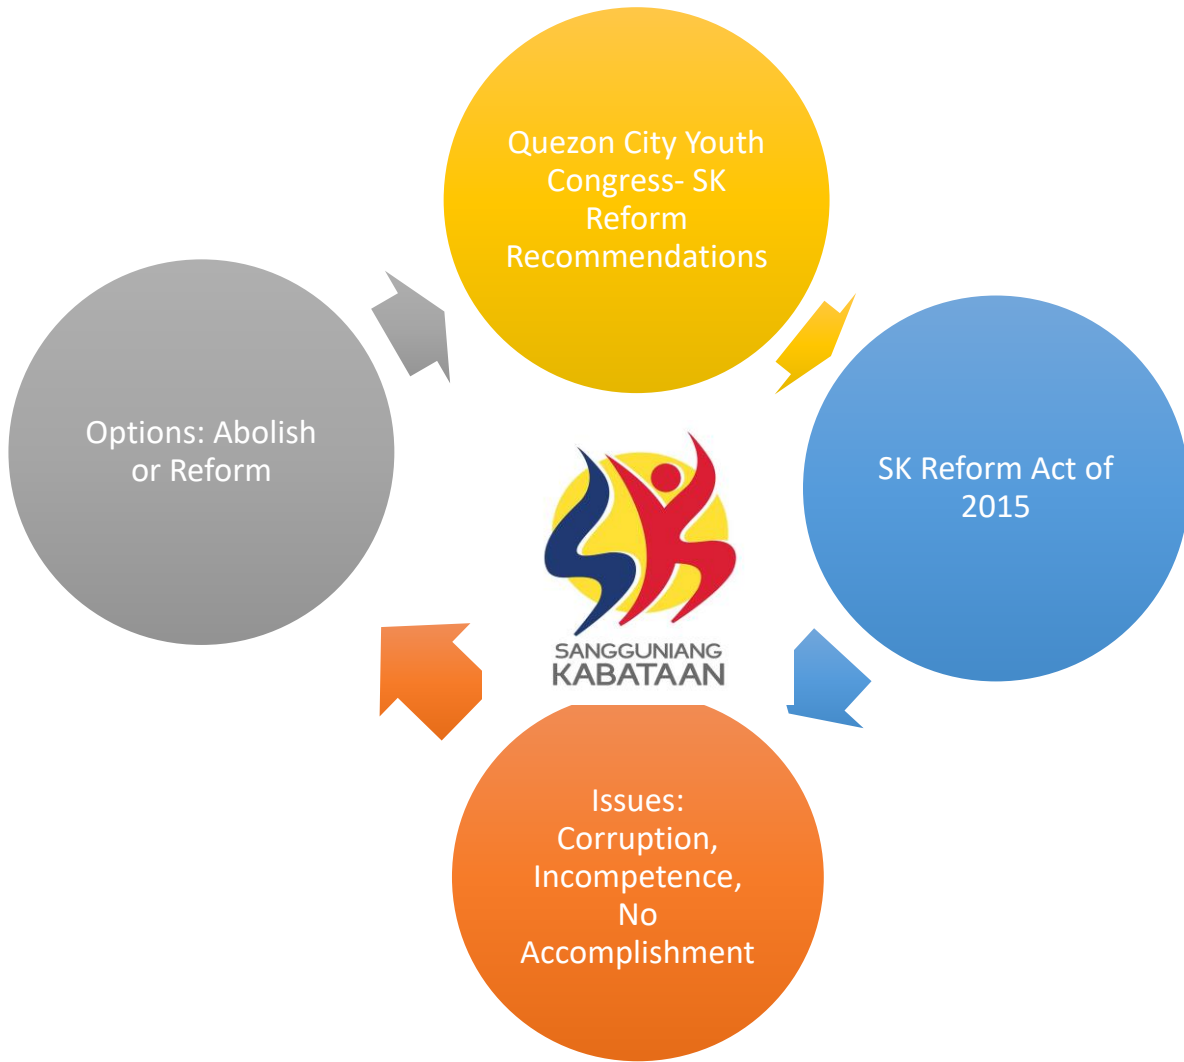 Quezon City Youth
Congress- SK
Reform
Recommendations
Options: Abolish
or Reform
SK Reform Act of
2015
SANGGUNIANG
KABATAAN
Issues:
Corruption,
Incompetence,
No
Accomplishment